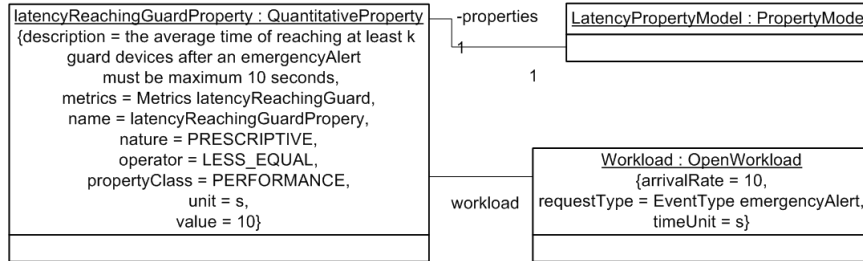 latencyReachingGuardProperty : QuantitativeProperty
{description = the average time of reaching at least k
guard devices after an emergencyAlert
must be maximum 10 seconds,
metrics = Metrics latencyReachingGuard,
name = latencyReachingGuardPropery,
nature = PRESCRIPTIVE,
operator = LESS_EQUAL,
propertyClass = PERFORMANCE,
unit = s,
value = 10}
-properties
1
1
LatencyPropertyModel : PropertyMode
workload
Workload : OpenWorkload
{arrivalRate = 10,
requestType = EventType emergencyAlert,
timeUnit = s}